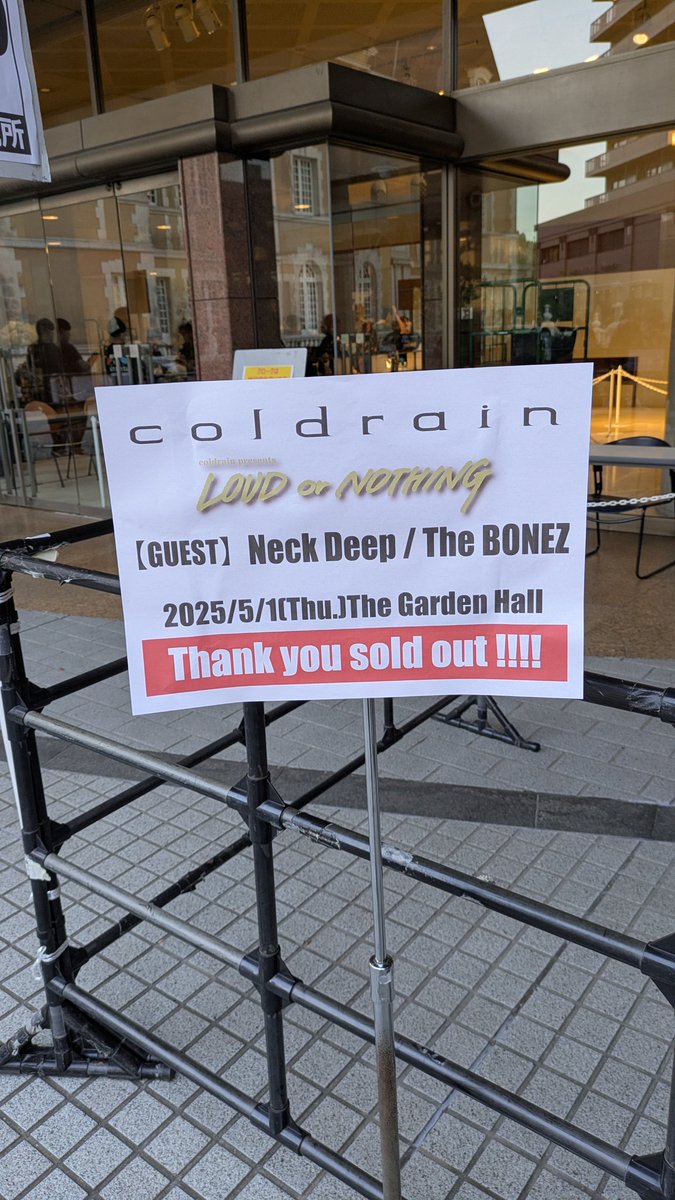 所
coldrain
coldrain presents
LOUD or NOTHING
【GUEST】 Neck Deep / The BONEZ
2025/5/1(Thu.)The Garden Hall
Thank you sold out !!!!